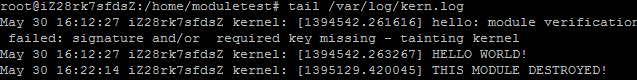 root@iZ28rk7sfdsZ:/home/moduletest# tail /var/log/kern.log
May 30 16:12:27 iZ28rk7sfdsZ kernel: [1394542.261616] hello: module verification
 failed: signature and/or  required key missing - tainting kernel
May 30 16:12:27 iZ28rk7sfdsZ kernel: [1394542.263267] HELLO WORLD!
May 30 16:22:14 iZ28rk7sfdsZ kernel: [1395129.420045] THIS MODULE DESTROYED!